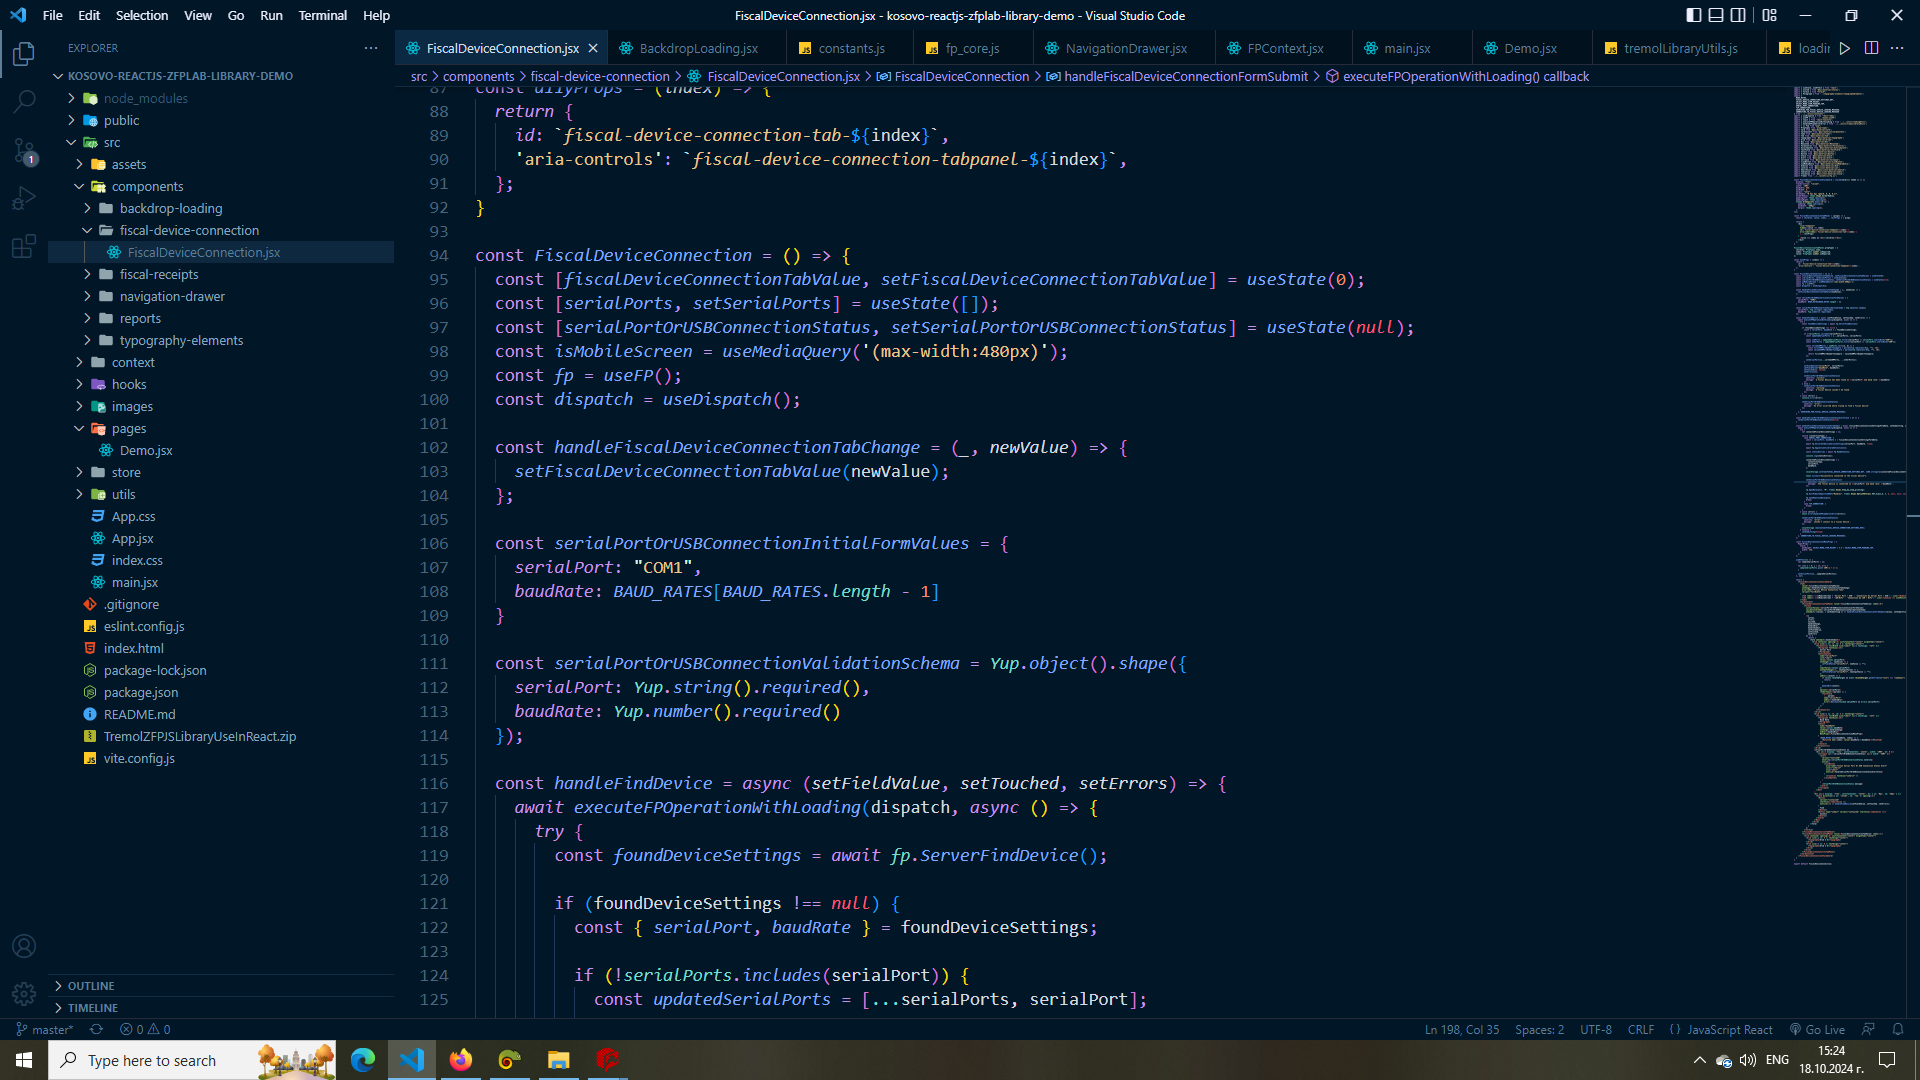 File Edit Selection View Go Run Terminal Help
FiscalDeviceConnection.jsx - kosovo-reactjs-zfplab-library-demo - Visual Studio Code
EXPLORER
KOSOVO-REACTJS-ZFPLAB-LIBRARY-DEMO
node_modules
public
src
assets
components
backdrop-loading
fiscal-device-connection
FiscalDeviceConnection.jsx
fiscal-receipts
navigation-drawer
reports
typography-elements
context
hooks
images
pages
Demo.jsx
store
utils
App.css
App.jsx
index.css
main.jsx
.gitignore
eslint.config.js
index.html
package-lock.json
package.json
README.md
TremolZFPJSLibraryUseInReact.zip
vite.config.js
OUTLINE
TIMELINE
FiscalDeviceConnection.jsx BackdropLoading.jsx constants.js fp_core.js NavigationDrawer.jsx FPContext.jsx main.jsx Demo.jsx tremolLibraryUtils.js loadin
src > components > fiscal-device-connection > FiscalDeviceConnection.jsx > FiscalDeviceConnection > handleFiscalDeviceConnectionFormSubmit > executeFPOperationWithLoading() callback
87 const a11yProps = (index) => {
88 return {
89 id: `fiscal-device-connection-tab-${index}`,
90 'aria-controls': `fiscal-device-connection-tabpanel-${index}`,
91 };
92 }
93
94 const FiscalDeviceConnection = () => {
95 const [fiscalDeviceConnectionTabValue, setFiscalDeviceConnectionTabValue] = useState(0);
96 const [serialPorts, setSerialPorts] = useState([]);
97 const [serialPortOrUSBConnectionStatus, setSerialPortOrUSBConnectionStatus] = useState(null);
98 const isMobileScreen = useMediaQuery('(max-width:480px)');
99 const fp = useFP();
100 const dispatch = useDispatch();
101
102 const handleFiscalDeviceConnectionTabChange = (_, newValue) => {
103 setFiscalDeviceConnectionTabValue(newValue);
104 };
105
106 const serialPortOrUSBConnectionInitialFormValues = {
107 serialPort: "COM1",
108 baudRate: BAUD_RATES[BAUD_RATES.length - 1]
109 }
110
111 const serialPortOrUSBConnectionValidationSchema = Yup.object().shape({
112 serialPort: Yup.string().required(),
113 baudRate: Yup.number().required()
114 });
115
116 const handleFindDevice = async (setFieldValue, setTouched, setErrors) => {
117 await executeFPOperationWithLoading(dispatch, async () => {
118 try {
119 const foundDeviceSettings = await fp.ServerFindDevice();
120
121 if (foundDeviceSettings !== null) {
122 const { serialPort, baudRate } = foundDeviceSettings;
123
124 if (!serialPorts.includes(serialPort)) {
125 const updatedSerialPorts = [...serialPorts, serialPort];
1
master* 0 0
Ln 198, Col 35 Spaces: 2 UTF-8 CRLF {} JavaScript React Go Live
Type here to search
ENG
15:24
18.10.2024 г.